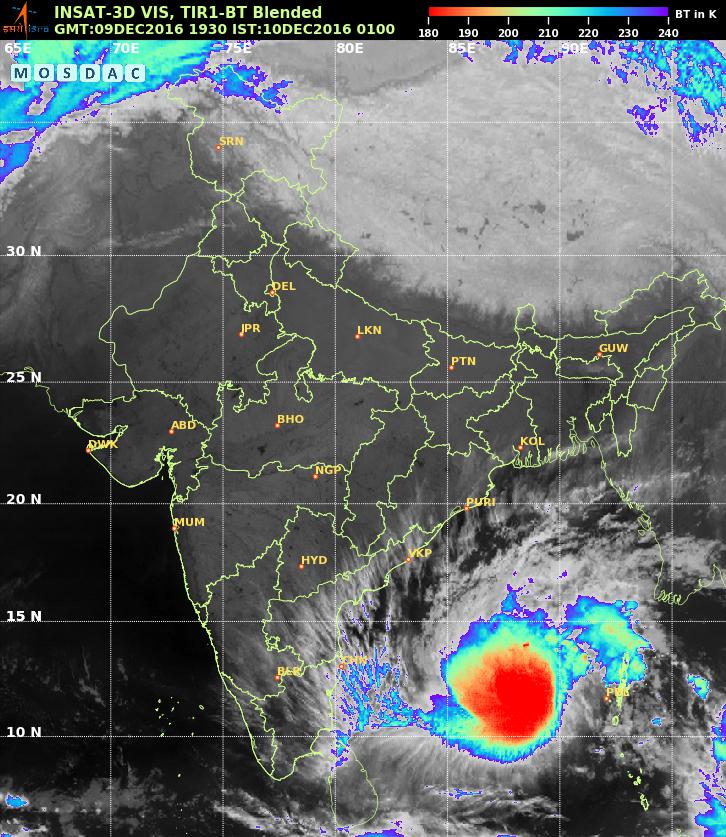 INSAT-3D VIS, TIR1-BT Blended
GMT:09DEC2016 1930 IST:10DEC2016 0100
BT in K
180 190 200 210 220 230 240
65E 70E 75E 80E 85E 90E
MOSDAC
SRN
30 N
DEL
JPR
LKN
GUW
PTN
25 N
ABD
BHO
DWK
KOL
NGP
20 N
PURI
MUM
VKP
HYD
15 N
CHN
BLR
PBS
10 N